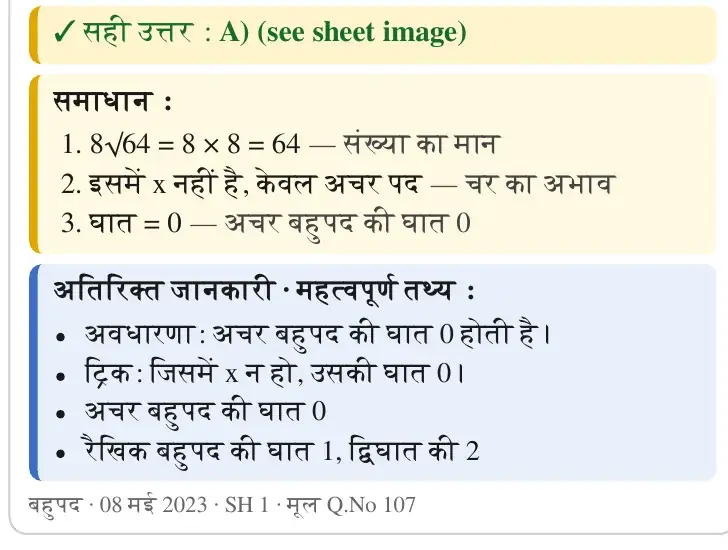 ✓ सही उत्तर : A) (see sheet image)
समाधान :
1. 8√64 = 8 × 8 = 64 — संख्या का मान
2. इसमें x नहीं है, केवल अचर पद — चर का अभाव
3. घात = 0 — अचर बहुपद की घात 0
अतिरिक्त जानकारी · महत्वपूर्ण तथ्य :
• अवधारणा : अचर बहुपद की घात 0 होती है।
• ट्रिक : जिसमें x न हो, उसकी घात 0।
• अचर बहुपद की घात 0
• रैखिक बहुपद की घात 1, द्विघात की 2
बहुपद · 08 मई 2023 · SH 1 · मूल Q.No 107